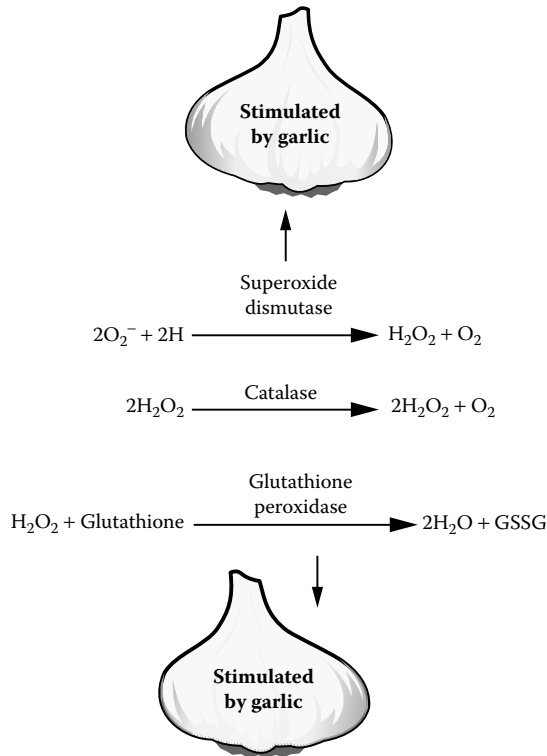 Stimulated
by garlic
Superoxide
dismutase
2O₂⁻ + 2H H₂O₂ + O₂
Catalase
2H₂O₂ 2H₂O₂ + O₂
Glutathione
peroxidase
H₂O₂ + Glutathione 2H₂O + GSSG
Stimulated
by garlic